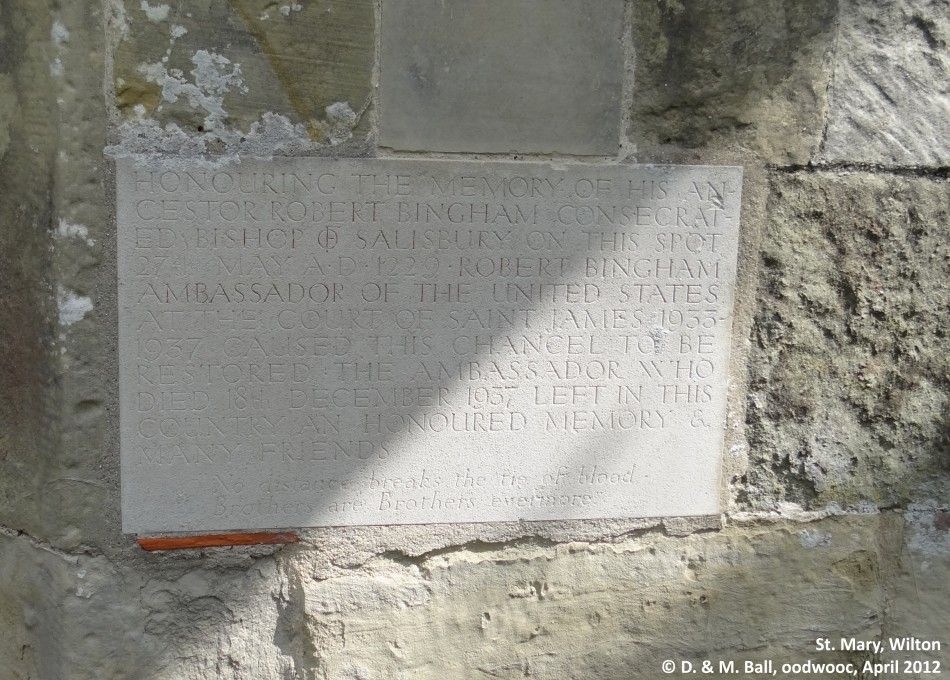 HONOURING THE MEMORY OF HIS AN-
CESTOR ROBERT BINGHAM CONSECRAT-
ED BISHOP OF SALISBURY ON THIS SPOT
27TH MAY A·D·1229·ROBERT BINGHAM
AMBASSADOR OF THE UNITED STATES
AT THE COURT OF SAINT JAMES 1933-
1937 CAUSED THIS CHANCEL TO BE
RESTORED·THE AMBASSADOR WHO
DIED 18TH DECEMBER 1937 LEFT IN THIS
COUNTRY AN HONOURED MEMORY &
MANY FRIENDS
"No distance breaks the tie of blood·
Brothers are Brothers evermore"
St. Mary, Wilton
© D. & M. Ball, oodwooc, April 2012